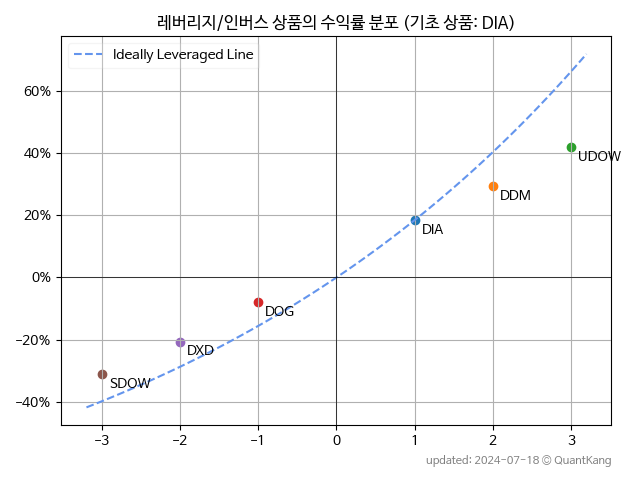 레버리지/인버스 상품의 수익률 분포 (기초 상품: DIA)
Ideally Leveraged Line
60%
40%
20%
0%
−20%
−40%
UDOW
DDM
DIA
DOG
DXD
SDOW
−3 −2 −1 0 1 2 3
updated: 2024-07-18 © QuantKang